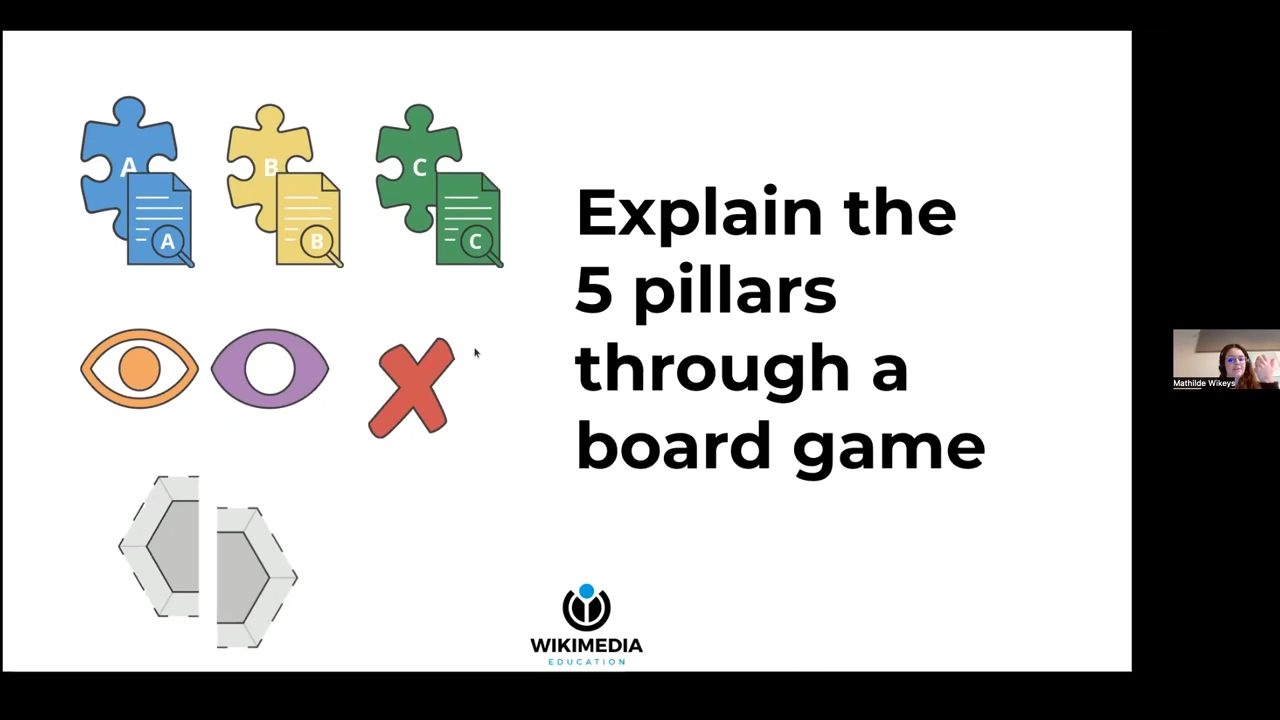 A
B
C
A
B
C
Explain the
5 pillars
through a
board game
WIKIMEDIA
EDUCATION
Mathilde Wikeys